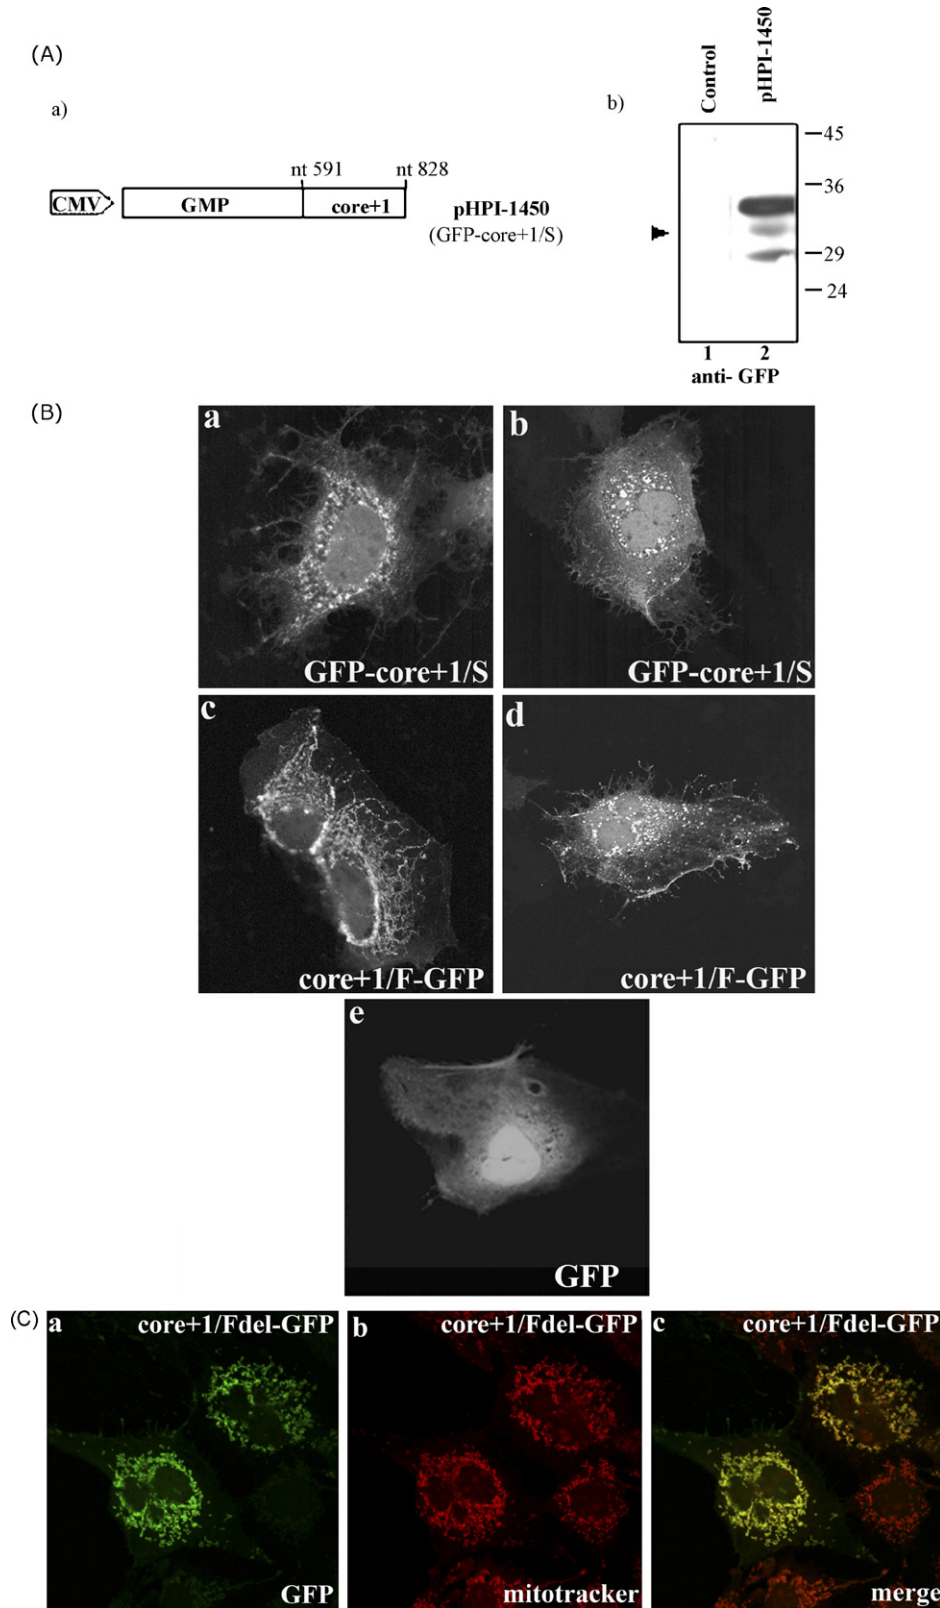 (A)
a)
CMV
GMP
nt 591
core+1
nt 828
pHPI-1450
(GFP-core+1/S)
b)
Control
pHPI-1450
45
36
29
24
1 2
anti- GFP
(B)
a
GFP-core+1/S
b
GFP-core+1/S
c
core+1/F-GFP
d
core+1/F-GFP
e
GFP
(C)
a
core+1/Fdel-GFP
GFP
b
core+1/Fdel-GFP
mitotracker
c
core+1/Fdel-GFP
merge